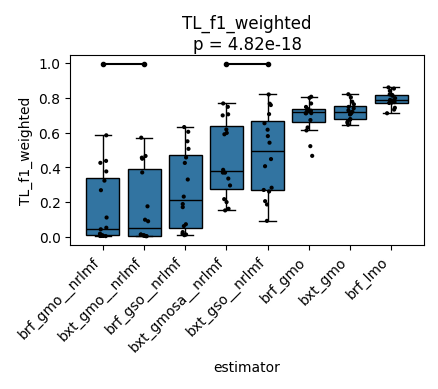 TL_f1_weighted
p = 4.82e-18
TL_f1_weighted
1.0
0.8
0.6
0.4
0.2
0.0
brf_gmo__nrlmf
bxt_gmo__nrlmf
brf_gso__nrlmf
bxt_gmosa__nrlmf
bxt_gso__nrlmf
brf_gmo
bxt_gmo
brf_lmo
estimator